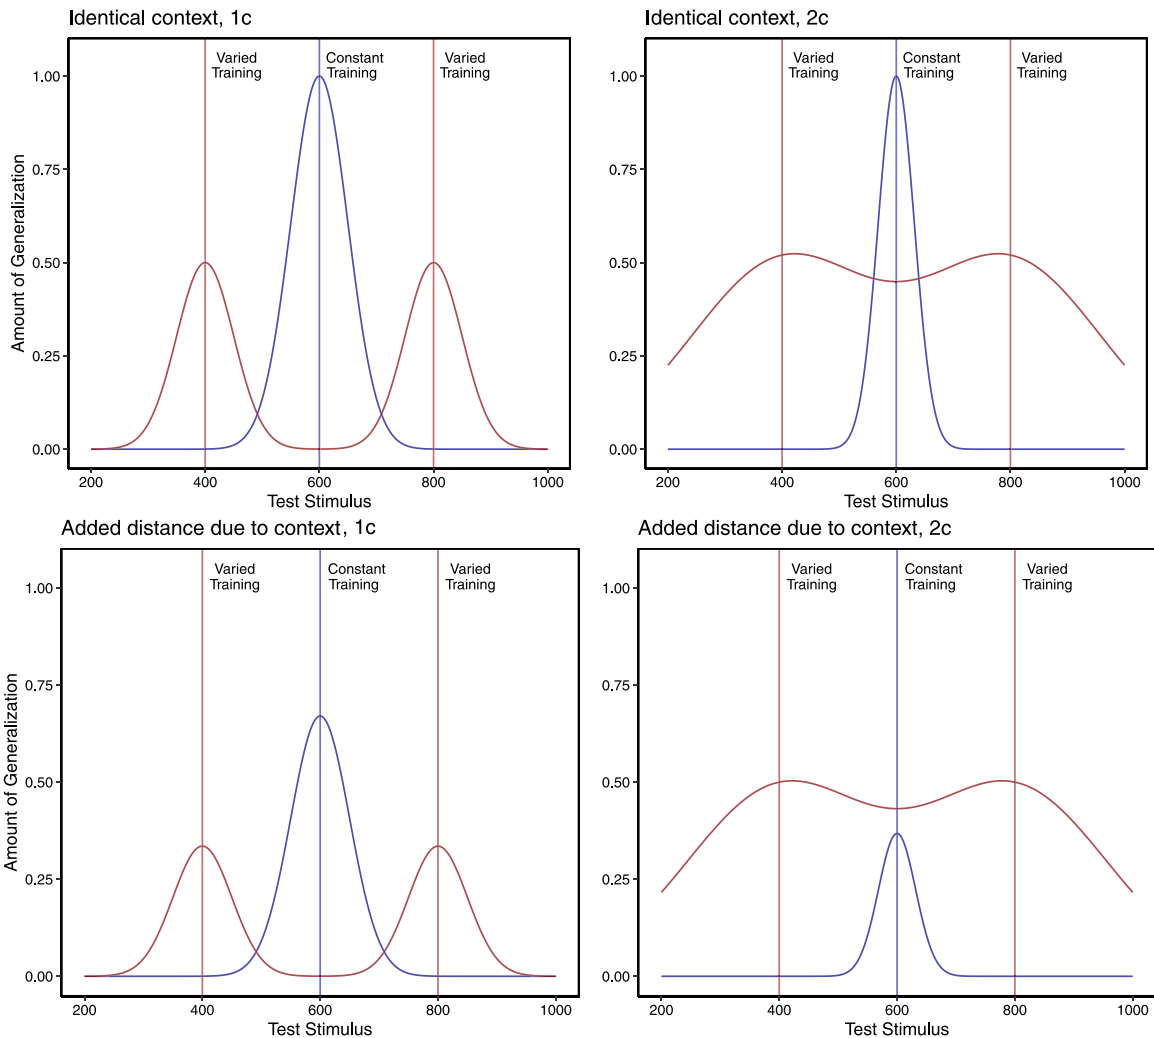 Identical context, 1c
Varied
Training
Constant
Training
Varied
Training
1.00
0.75
0.50
0.25
0.00
Amount of Generalization
200
400
600
800
1000
Test Stimulus
Identical context, 2c
Varied
Training
Constant
Training
Varied
Training
1.00
0.75
0.50
0.25
0.00
200
400
600
800
1000
Test Stimulus
Added distance due to context, 1c
Varied
Training
Constant
Training
Varied
Training
1.00
0.75
0.50
0.25
0.00
Amount of Generalization
200
400
600
800
1000
Test Stimulus
Added distance due to context, 2c
Varied
Training
Constant
Training
Varied
Training
1.00
0.75
0.50
0.25
0.00
200
400
600
800
1000
Test Stimulus